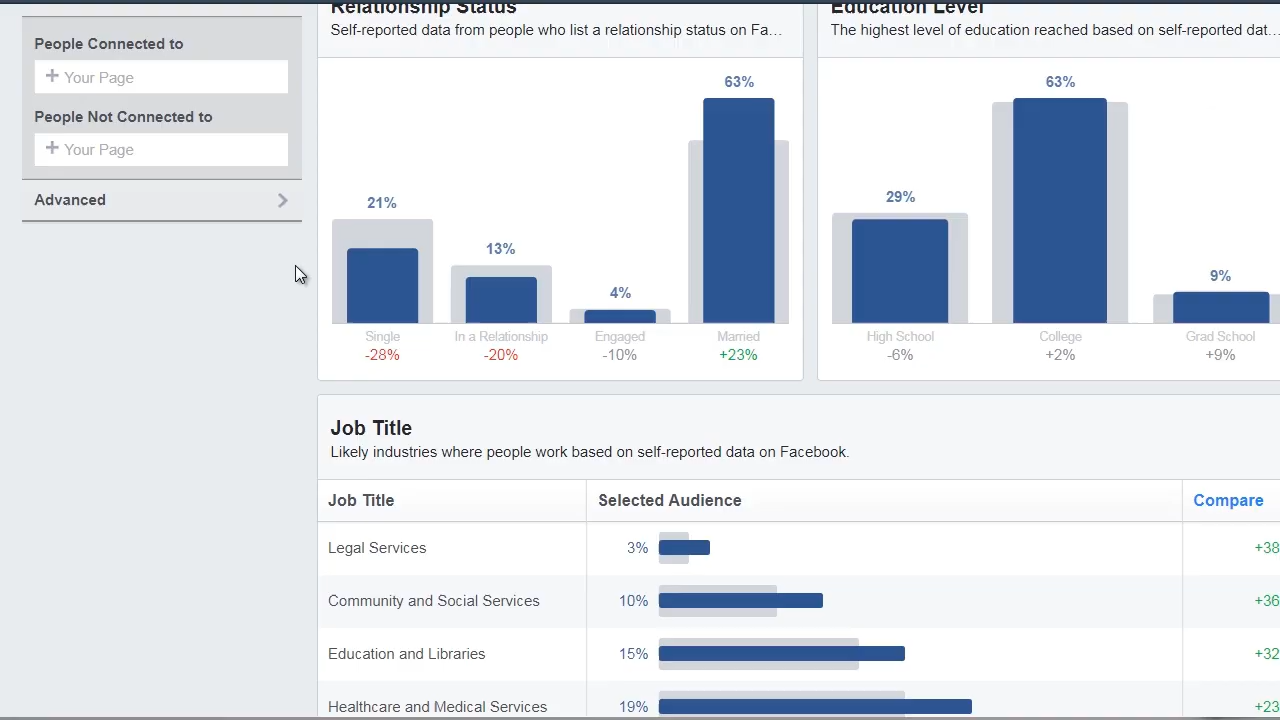 People Connected to
+ Your Page
People Not Connected to
+ Your Page
Advanced
Relationship Status
Self-reported data from people who list a relationship status on Fa...
21%
13%
4%
63%
Single
In a Relationship
Engaged
Married
-28%
-20%
-10%
+23%
Education Level
The highest level of education reached based on self-reported dat...
29%
63%
9%
High School
College
Grad School
-6%
+2%
+9%
Job Title
Likely industries where people work based on self-reported data on Facebook.
Job Title Selected Audience Compare
Legal Services 3% +38
Community and Social Services 10% +36
Education and Libraries 15% +32
Healthcare and Medical Services 19% +23